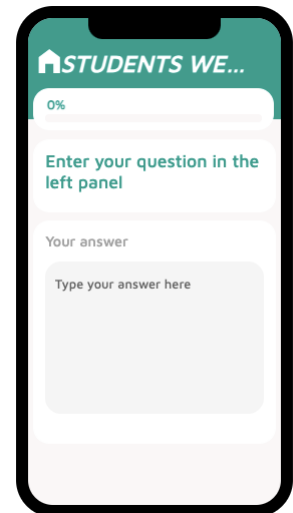 STUDENTS WE...
0%
Enter your question in the
left panel
Your answer
Type your answer here